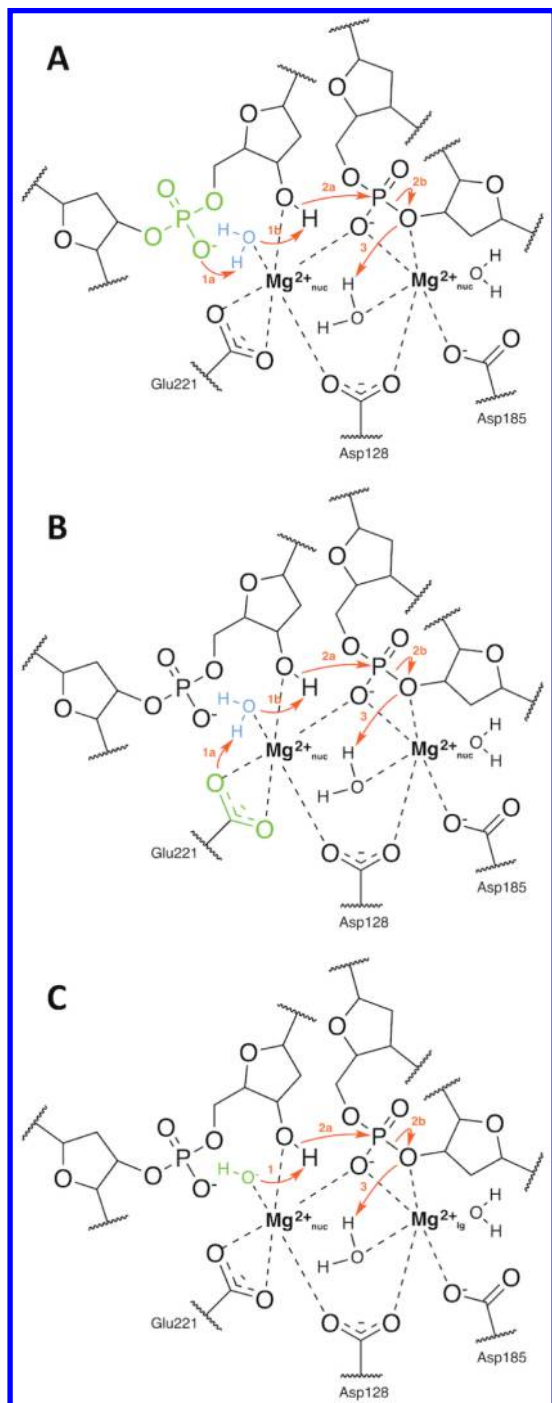 A
O
O
O O
O O O 2a P 2b O
O P H O⁻ O
H O 1b
O⁻ H 3
1a Mg²⁺nuc H Mg²⁺nuc O H
H O H
O
O O
Glu221 O O O⁻
Asp185
Asp128
B
O
O
O O
O O O 2a P 2b O
O P H O⁻ O
H O 1b
O⁻ H 3
1a Mg²⁺nuc H Mg²⁺nuc O H
H O H
O
O O
Glu221 O O O⁻
Asp185
Asp128
C
O
O
O O
O O O 2a P 2b O
O P H O⁻ O
H O⁻ 1
O⁻ 3
Mg²⁺nuc H Mg²⁺lg O H
H O H
O
O O
Glu221 O O O⁻
Asp185
Asp128